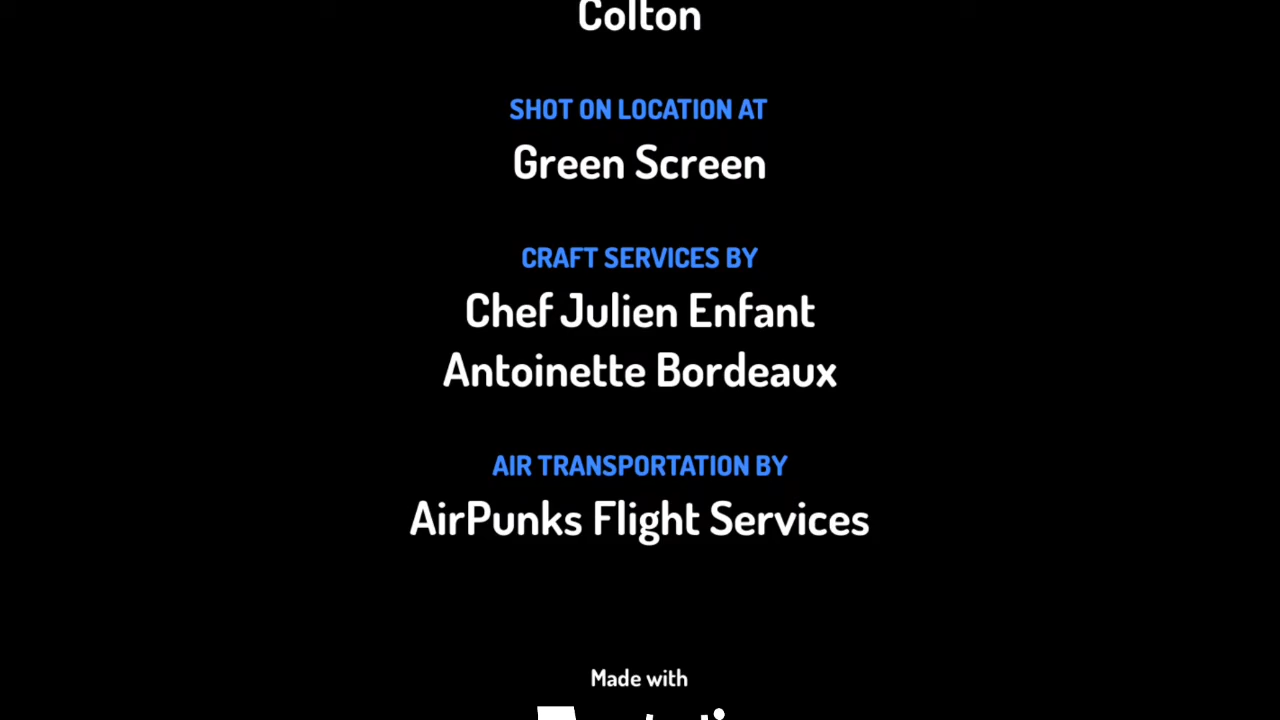 Colton
SHOT ON LOCATION AT
Green Screen
CRAFT SERVICES BY
Chef Julien Enfant
Antoinette Bordeaux
AIR TRANSPORTATION BY
AirPunks Flight Services
Made with